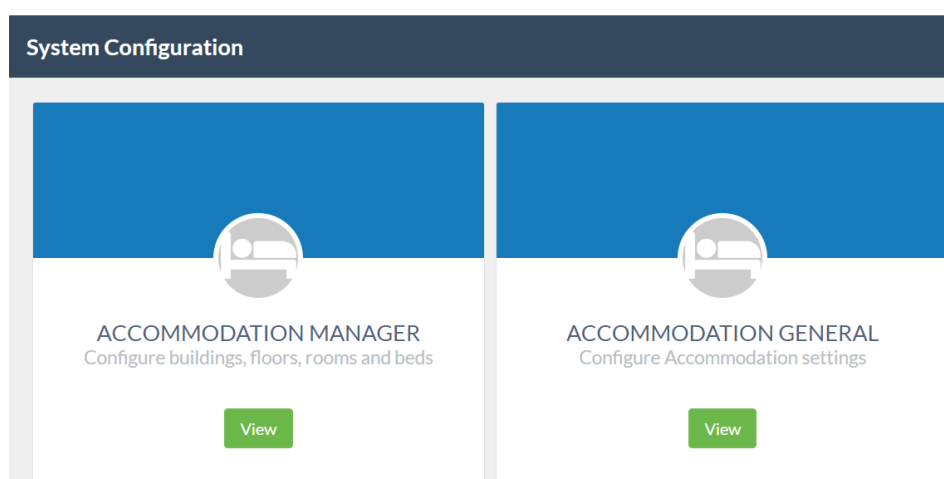 System Configuration
ACCOMMODATION MANAGER
Configure buildings, floors, rooms and beds
View
ACCOMMODATION GENERAL
Configure Accommodation settings
View